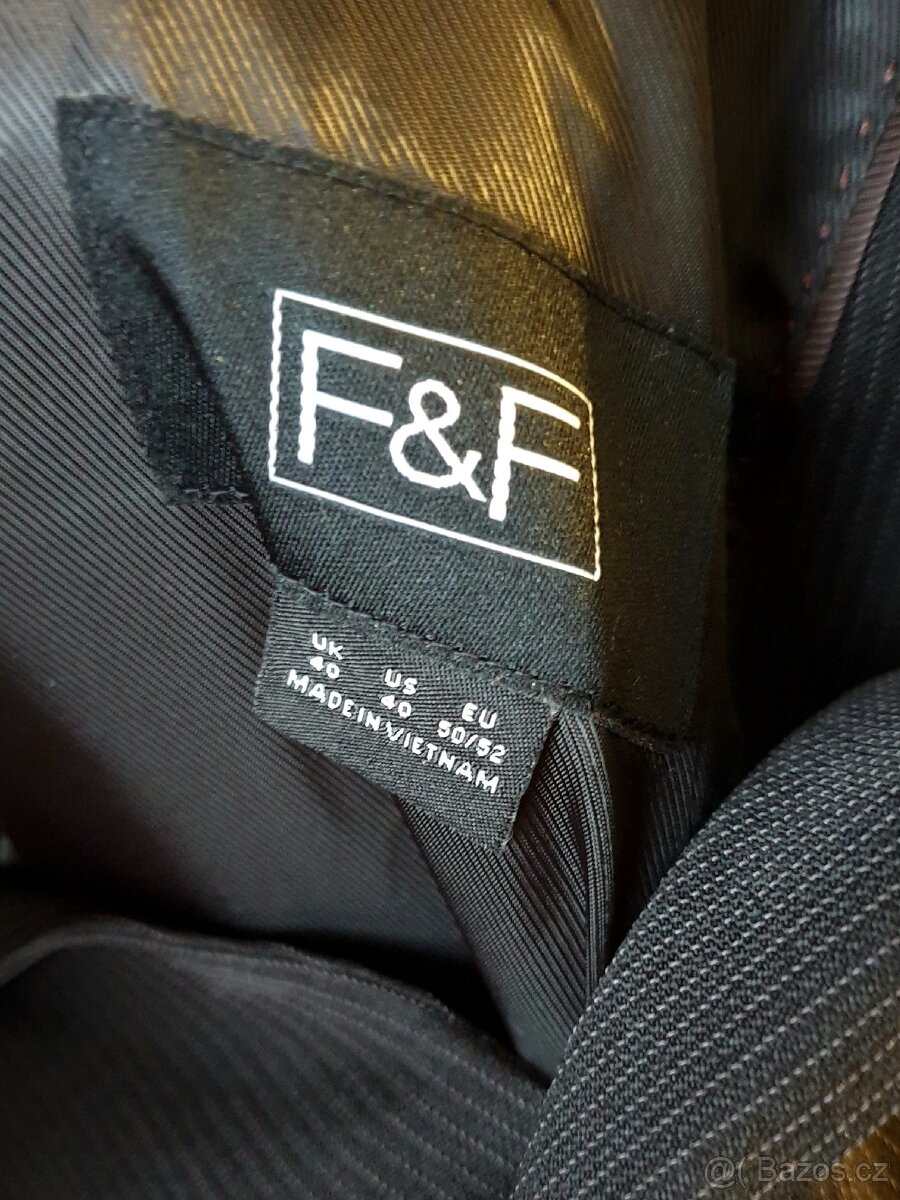 F&F
UK US EU
40 40 50/52
MADE IN VIETNAM
@( Bazos.cz